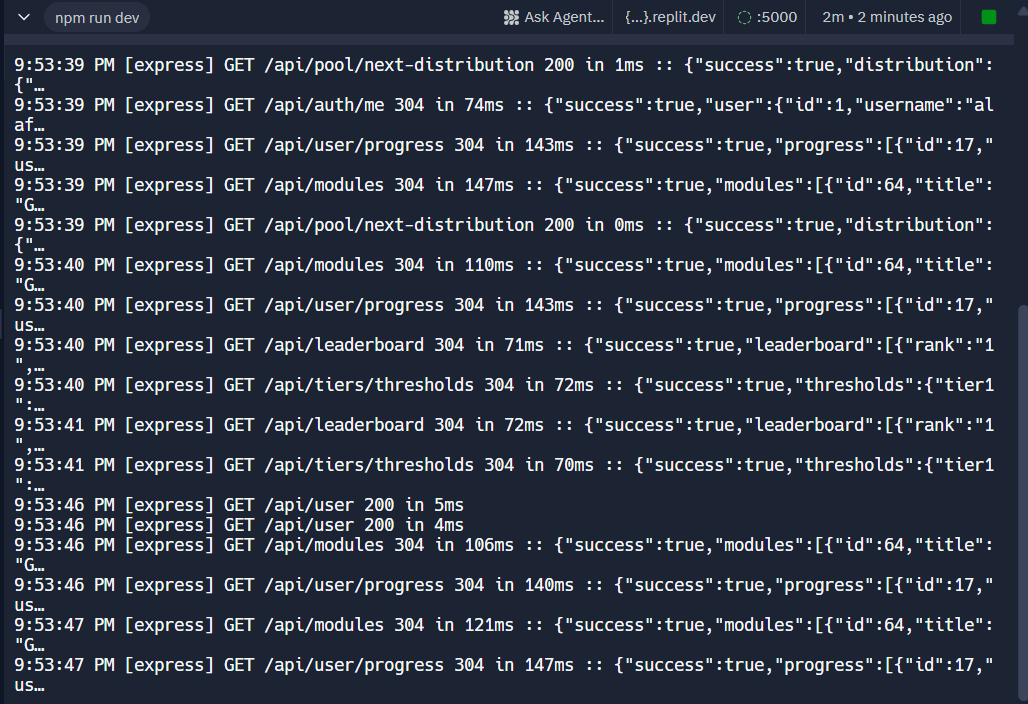 npm run dev Ask Agent... {...}.replit.dev :5000 2m • 2 minutes ago
9:53:39 PM [express] GET /api/pool/next-distribution 200 in 1ms :: {"success":true,"distribution":
{"…
9:53:39 PM [express] GET /api/auth/me 304 in 74ms :: {"success":true,"user":{"id":1,"username":"al
af…
9:53:39 PM [express] GET /api/user/progress 304 in 143ms :: {"success":true,"progress":[{"id":17,"
us…
9:53:39 PM [express] GET /api/modules 304 in 147ms :: {"success":true,"modules":[{"id":64,"title":
"G…
9:53:39 PM [express] GET /api/pool/next-distribution 200 in 0ms :: {"success":true,"distribution":
{"…
9:53:40 PM [express] GET /api/modules 304 in 110ms :: {"success":true,"modules":[{"id":64,"title":
"G…
9:53:40 PM [express] GET /api/user/progress 304 in 143ms :: {"success":true,"progress":[{"id":17,"
us…
9:53:40 PM [express] GET /api/leaderboard 304 in 71ms :: {"success":true,"leaderboard":[{"rank":"1
",…
9:53:40 PM [express] GET /api/tiers/thresholds 304 in 72ms :: {"success":true,"thresholds":{"tier1
":…
9:53:41 PM [express] GET /api/leaderboard 304 in 72ms :: {"success":true,"leaderboard":[{"rank":"1
",…
9:53:41 PM [express] GET /api/tiers/thresholds 304 in 70ms :: {"success":true,"thresholds":{"tier1
":…
9:53:46 PM [express] GET /api/user 200 in 5ms
9:53:46 PM [express] GET /api/user 200 in 4ms
9:53:46 PM [express] GET /api/modules 304 in 106ms :: {"success":true,"modules":[{"id":64,"title":
"G…
9:53:46 PM [express] GET /api/user/progress 304 in 140ms :: {"success":true,"progress":[{"id":17,"
us…
9:53:47 PM [express] GET /api/modules 304 in 121ms :: {"success":true,"modules":[{"id":64,"title":
"G…
9:53:47 PM [express] GET /api/user/progress 304 in 147ms :: {"success":true,"progress":[{"id":17,"
us…